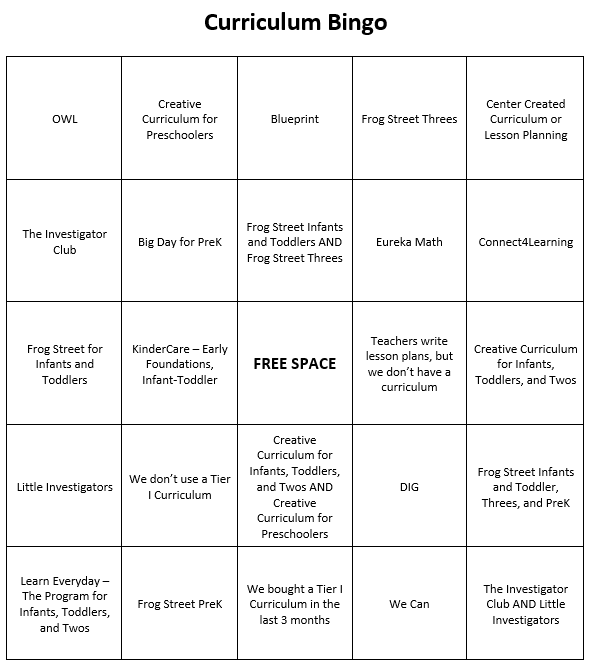 Curriculum Bingo
OWL
Creative
Curriculum for
Preschoolers
Blueprint
Frog Street Threes
Center Created
Curriculum or
Lesson Planning
The Investigator
Club
Big Day for PreK
Frog Street Infants
and Toddlers AND
Frog Street Threes
Eureka Math
Connect4Learning
Frog Street for
Infants and
Toddlers
KinderCare – Early
Foundations,
Infant-Toddler
FREE SPACE
Teachers write
lesson plans, but
we don’t have a
curriculum
Creative Curriculum
for Infants,
Toddlers, and Twos
Little Investigators
We don’t use a Tier
I Curriculum
Creative
Curriculum for
Infants, Toddlers,
and Twos AND
Creative
Curriculum for
Preschoolers
DIG
Frog Street Infants
and Toddler,
Threes, and PreK
Learn Everyday –
The Program for
Infants, Toddlers,
and Twos
Frog Street PreK
We bought a Tier I
Curriculum in the
last 3 months
We Can
The Investigator
Club AND Little
Investigators